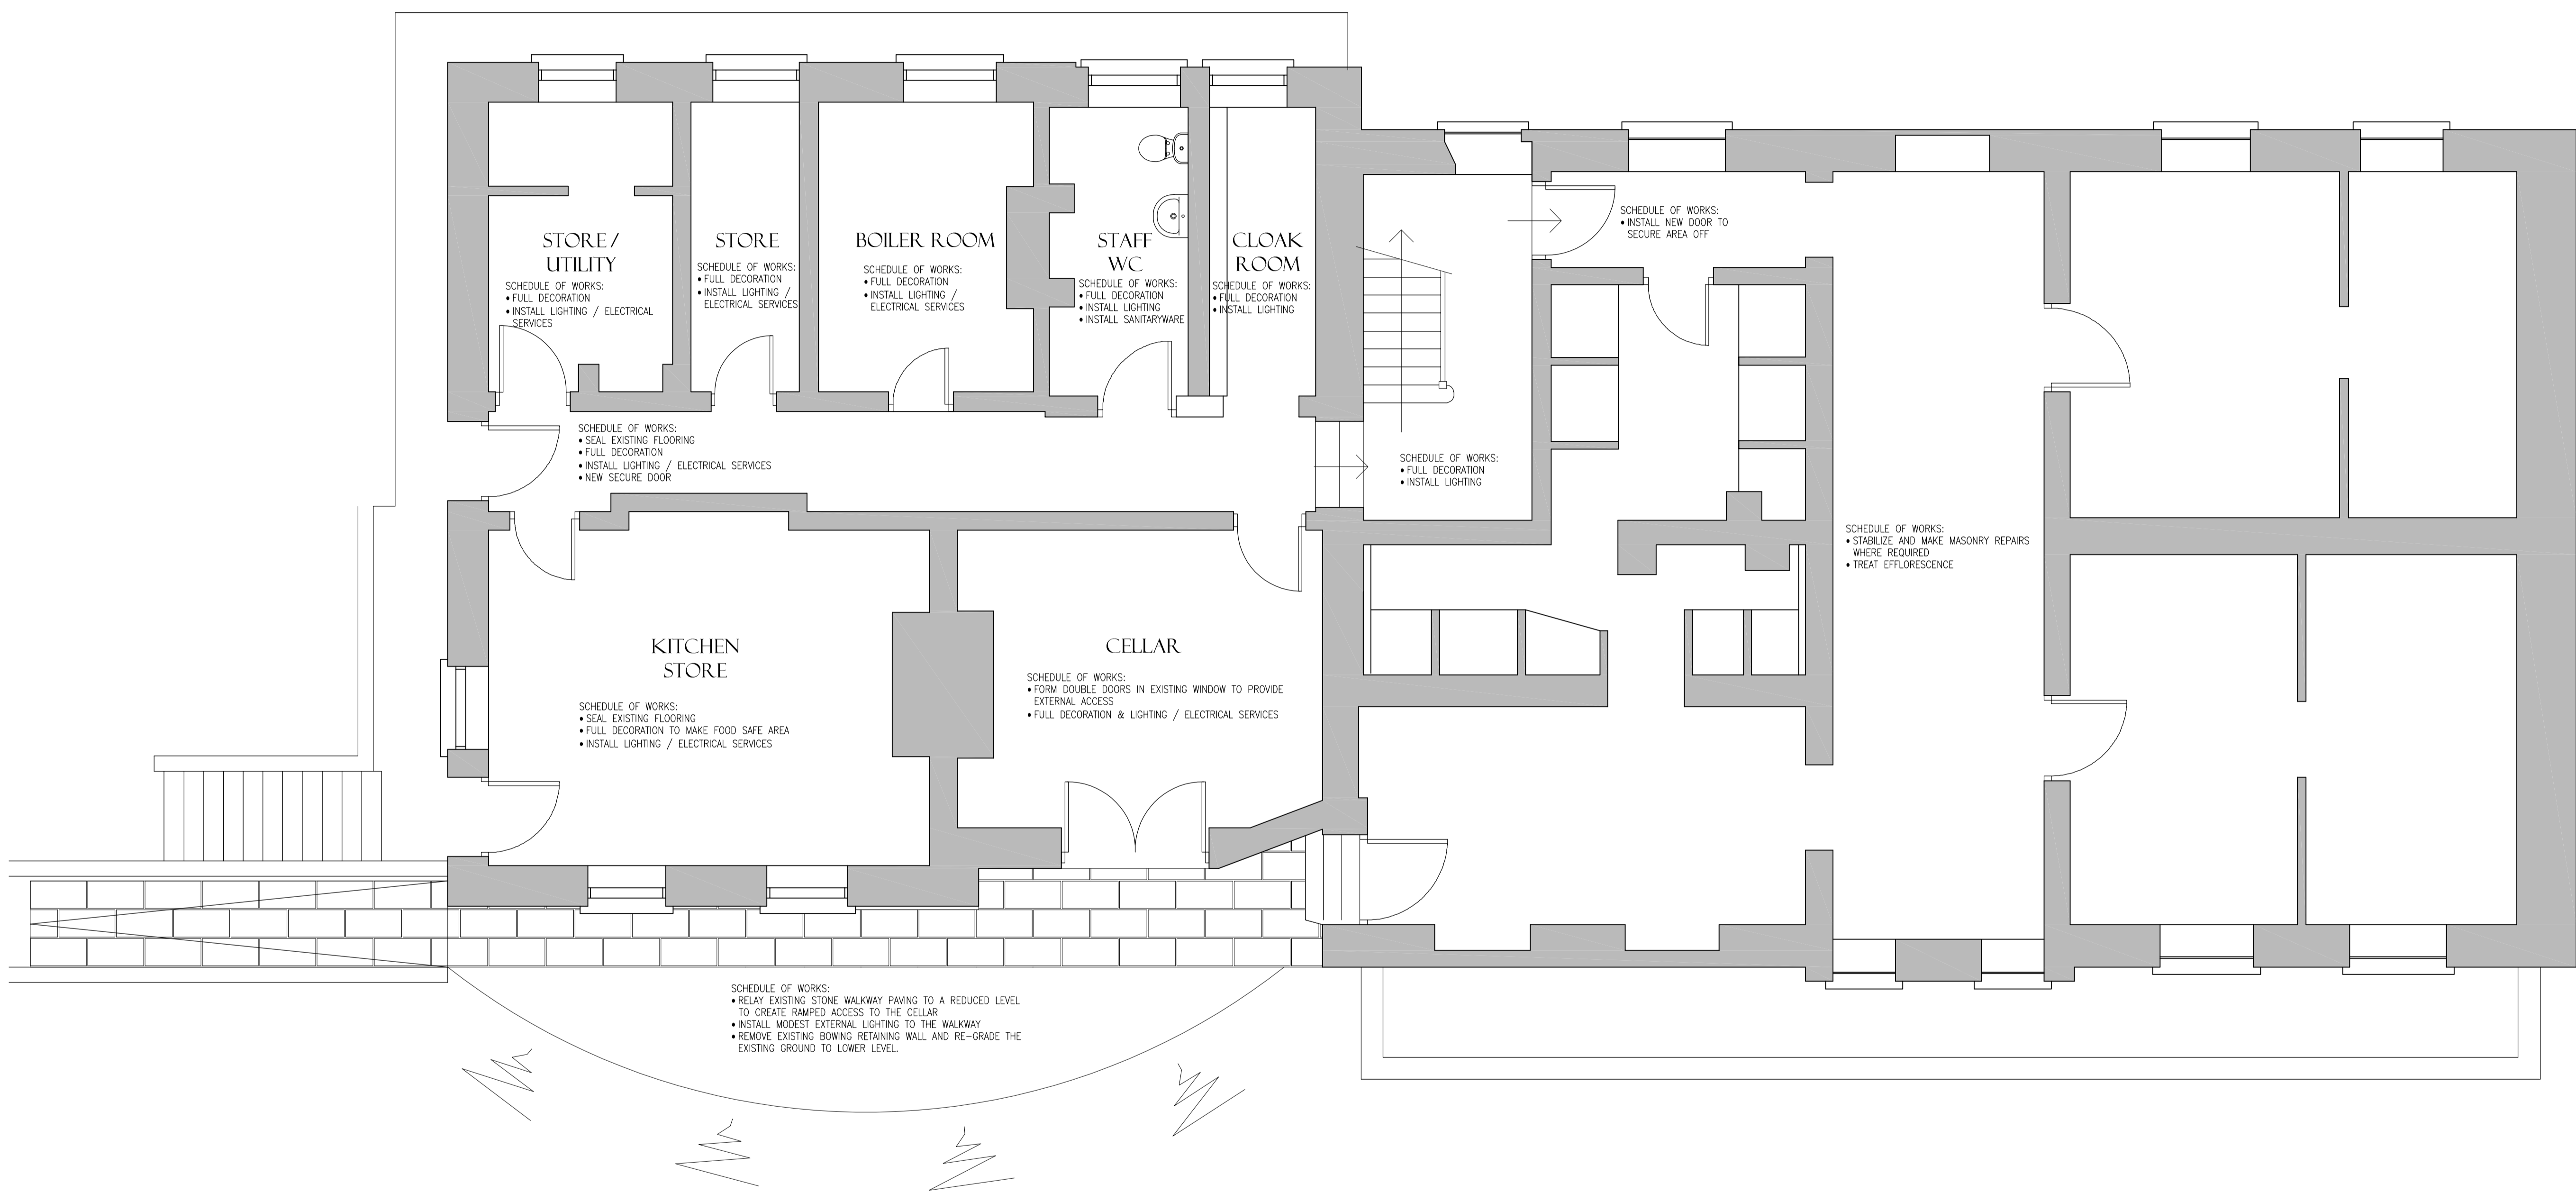 STORE /
UTILITY
SCHEDULE OF WORKS:
• FULL DECORATION
• INSTALL LIGHTING / ELECTRICAL
SERVICES
STORE
SCHEDULE OF WORKS:
• FULL DECORATION
• INSTALL LIGHTING /
ELECTRICAL SERVICES
BOILER ROOM
SCHEDULE OF WORKS:
• FULL DECORATION
• INSTALL LIGHTING /
ELECTRICAL SERVICES
STAFF
WC
SCHEDULE OF WORKS:
• FULL DECORATION
• INSTALL LIGHTING
• INSTALL SANITARYWARE
CLOAK
ROOM
SCHEDULE OF WORKS:
• FULL DECORATION
• INSTALL LIGHTING
SCHEDULE OF WORKS:
• INSTALL NEW DOOR TO
SECURE AREA OFF
SCHEDULE OF WORKS:
• SEAL EXISTING FLOORING
• FULL DECORATION
• INSTALL LIGHTING / ELECTRICAL SERVICES
• NEW SECURE DOOR
SCHEDULE OF WORKS:
• FULL DECORATION
• INSTALL LIGHTING
SCHEDULE OF WORKS:
• STABILIZE AND MAKE MASONRY REPAIRS
WHERE REQUIRED
• TREAT EFFLORESCENCE
KITCHEN
STORE
SCHEDULE OF WORKS:
• SEAL EXISTING FLOORING
• FULL DECORATION TO MAKE FOOD SAFE AREA
• INSTALL LIGHTING / ELECTRICAL SERVICES
CELLAR
SCHEDULE OF WORKS:
• FORM DOUBLE DOORS IN EXISTING WINDOW TO PROVIDE
EXTERNAL ACCESS
• FULL DECORATION & LIGHTING / ELECTRICAL SERVICES
SCHEDULE OF WORKS:
• RELAY EXISTING STONE WALKWAY PAVING TO A REDUCED LEVEL
TO CREATE RAMPED ACCESS TO THE CELLAR
• INSTALL MODEST EXTERNAL LIGHTING TO THE WALKWAY
• REMOVE EXISTING BOWING RETAINING WALL AND RE-GRADE THE
EXISTING GROUND TO LOWER LEVEL.